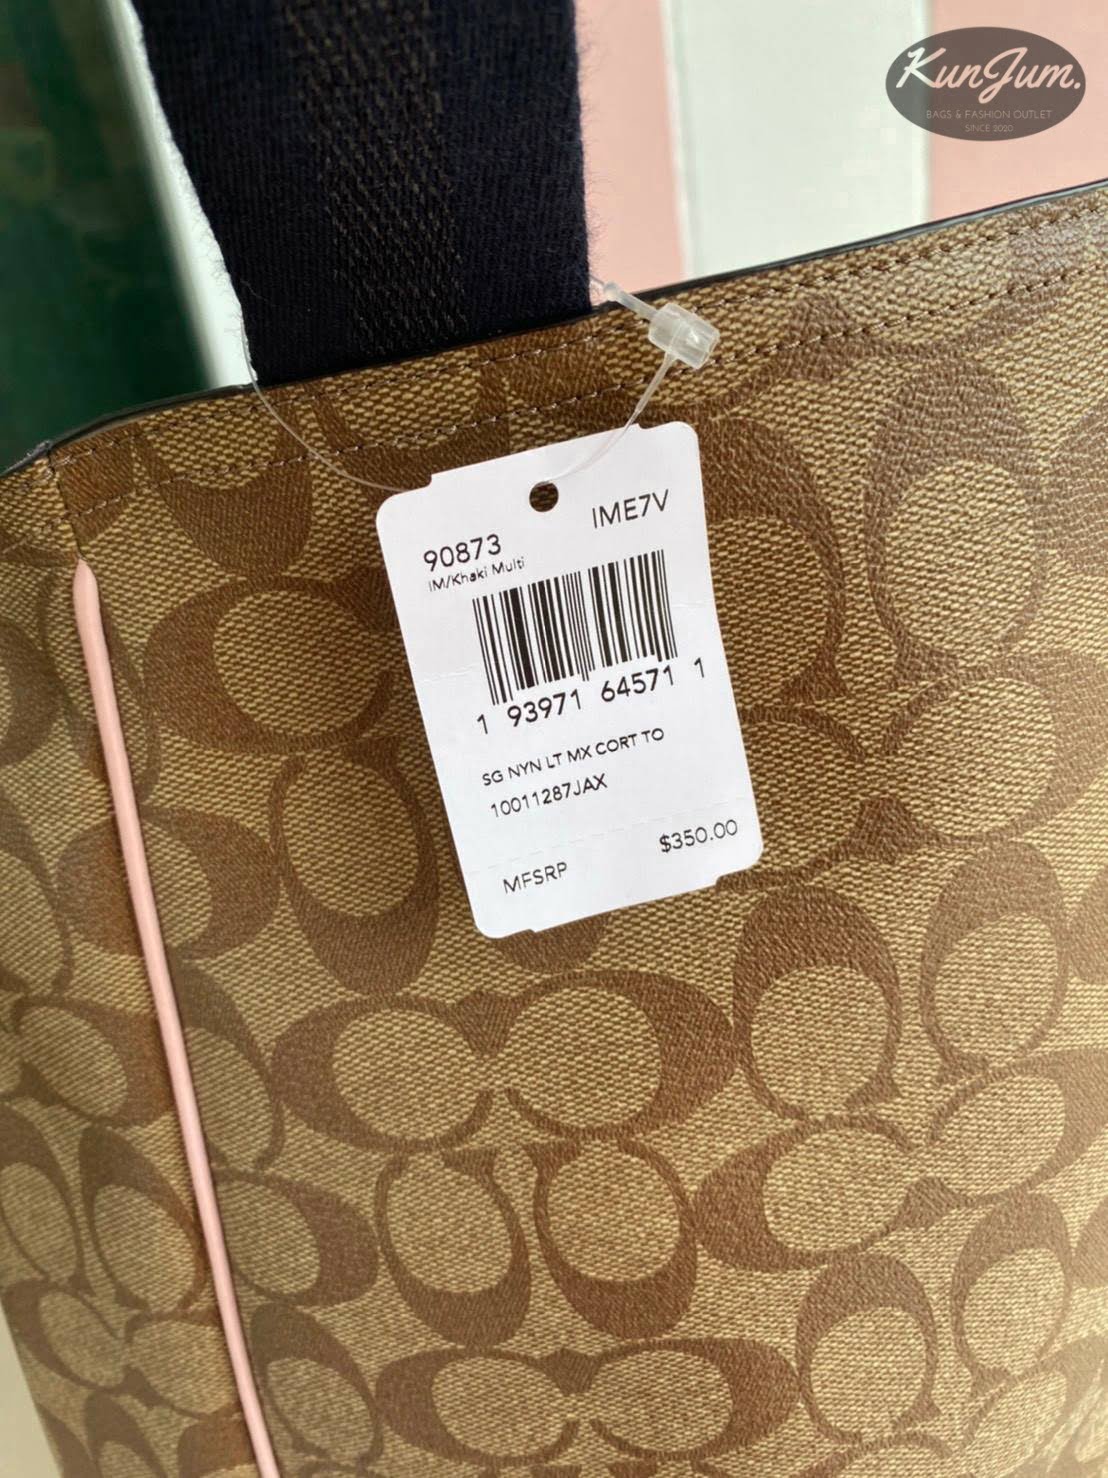 KunJum.
BAGS & FASHION OUTLET
SINCE 2020
90873 IME7V
IM/Khaki Multi
1 93971 64571 1
SG NYN LT MX CORT TO
10011287JAX
MFSRP $350.00